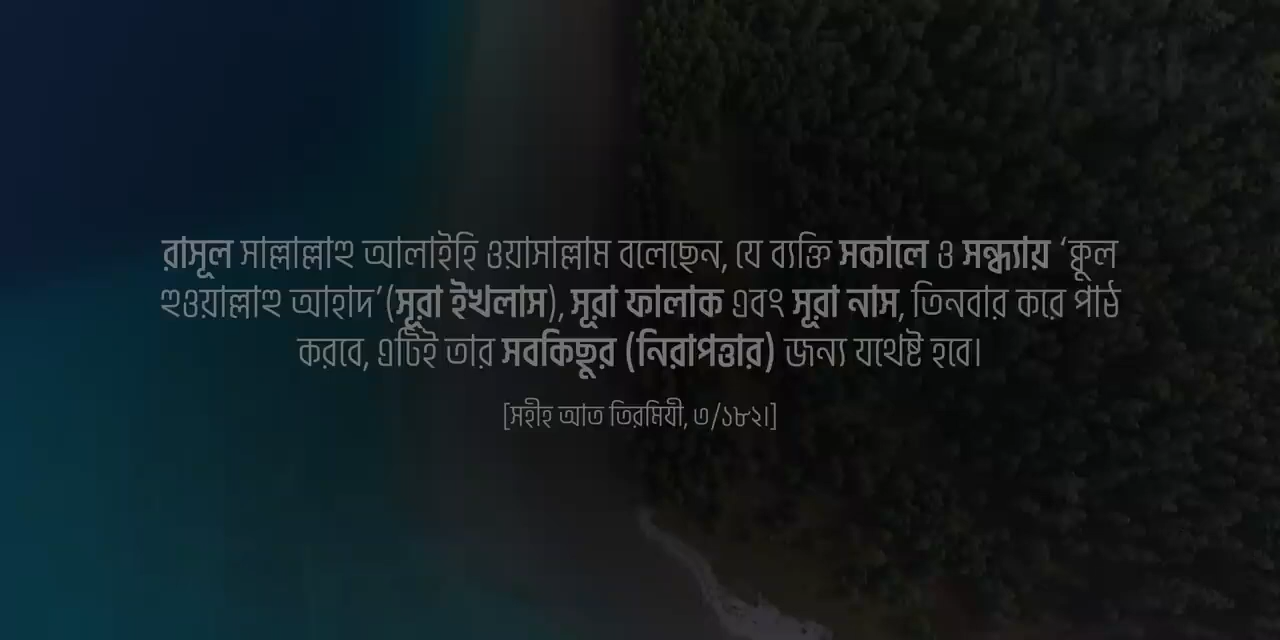 রাসূল সাল্লাল্লাহু আলাইহি ওয়াসাল্লাম বলেছেন, যে ব্যক্তি সকালে ও সন্ধ্যায় ‘কুল
হুওয়াল্লাহু আহাদ’ (সূরা ইখলাস), সূরা ফালাক এবং সূরা নাস, তিনবার করে পাঠ
করবে, এটিই তার সবকিছুর (নিরাপত্তার) জন্য যথেষ্ট হবে।
[সহীহ আত তিরমিযী, ৩/১৮২।]